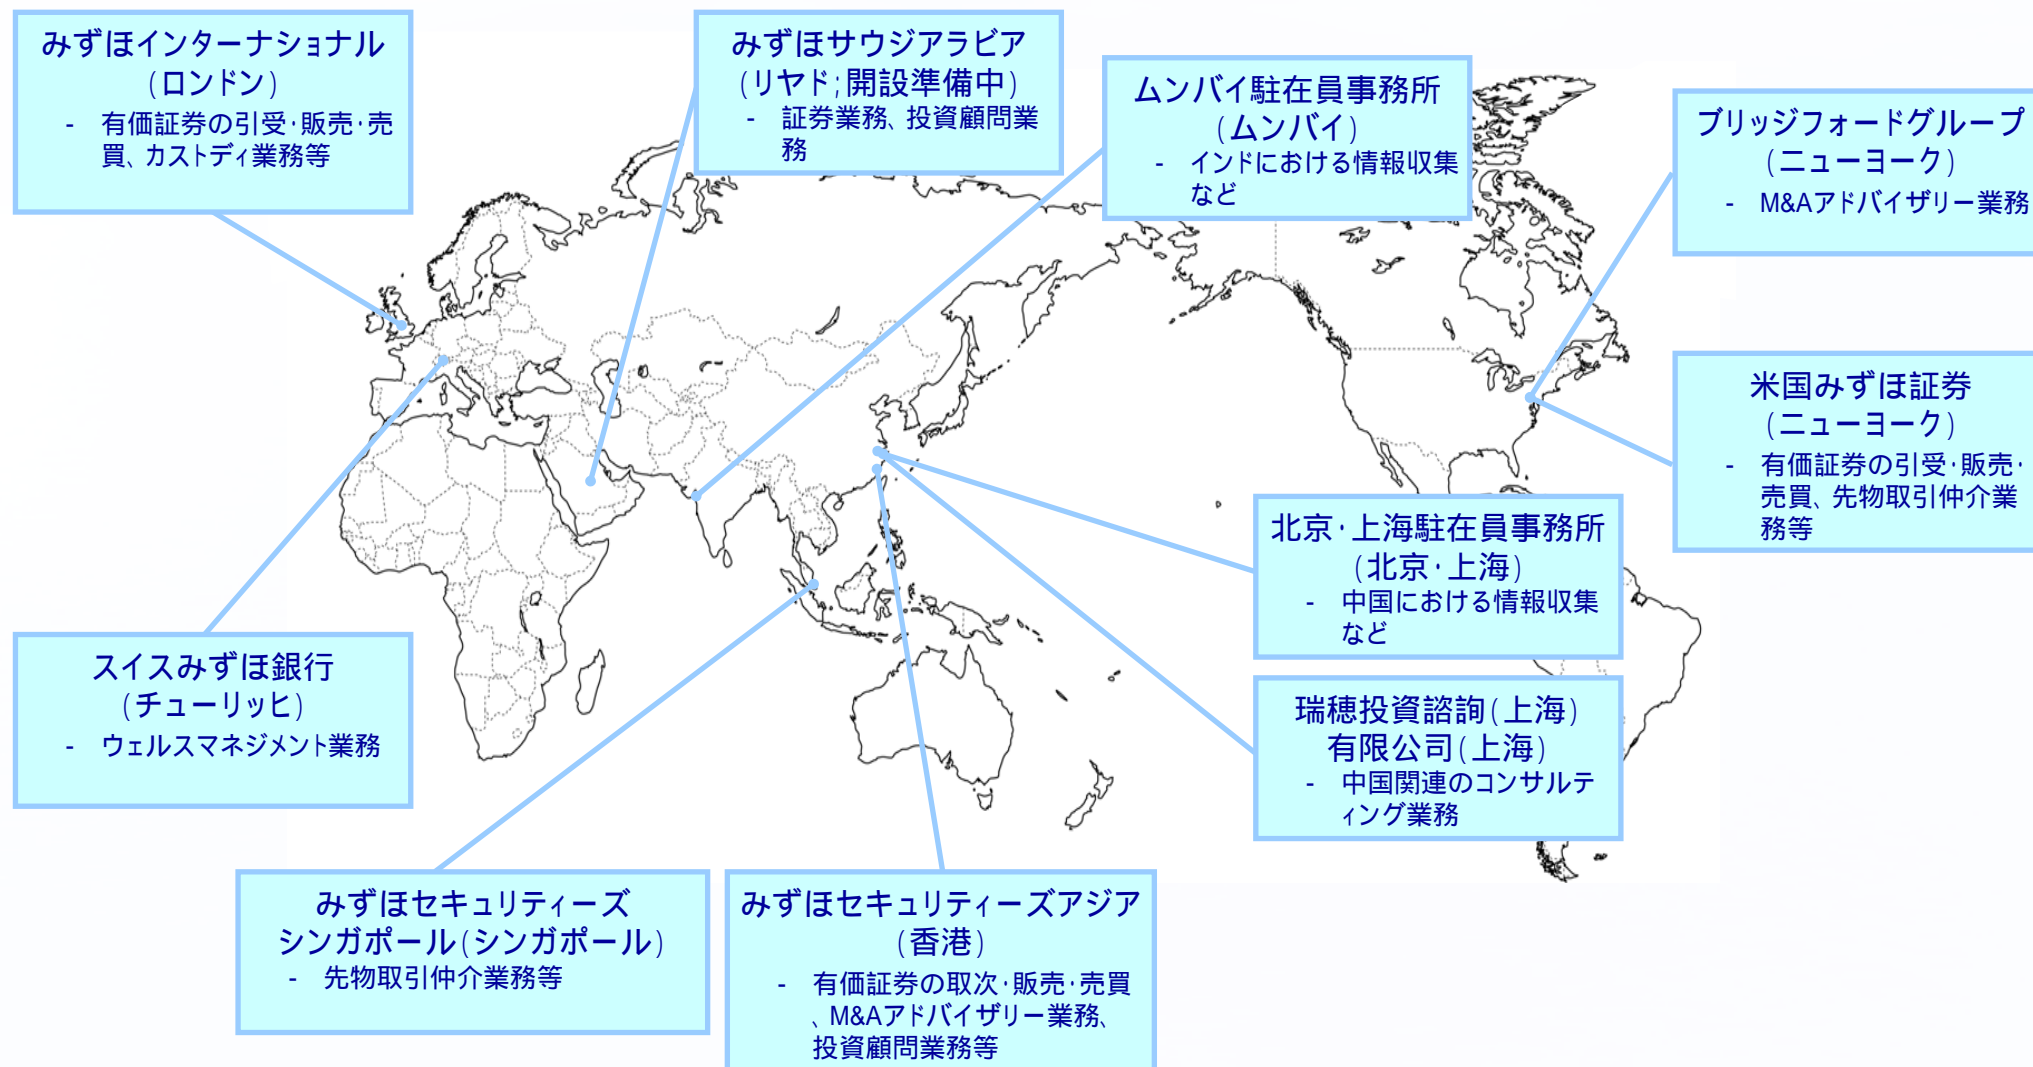 みずほインターナショナル
(ロンドン)
- 有価証券の引受・販売・売
買、カストディ業務等
みずほサウジアラビア
(リヤド;開設準備中)
- 証券業務、投資顧問業
務
ムンバイ駐在員事務所
(ムンバイ)
- インドにおける情報収集
など
ブリッジフォードグループ
(ニューヨーク)
- M&Aアドバイザリー業務
米国みずほ証券
(ニューヨーク)
- 有価証券の引受・販売・
売買、先物取引仲介業
務等
北京・上海駐在員事務所
(北京・上海)
- 中国における情報収集
など
スイスみずほ銀行
(チューリッヒ)
- ウェルスマネジメント業務
瑞穂投資諮詢(上海)
有限公司(上海)
- 中国関連のコンサルテ
ィング業務
みずほセキュリティーズ
シンガポール(シンガポール)
- 先物取引仲介業務等
みずほセキュリティーズアジア
(香港)
- 有価証券の取次・販売・売買
、M&Aアドバイザリー業務、
投資顧問業務等